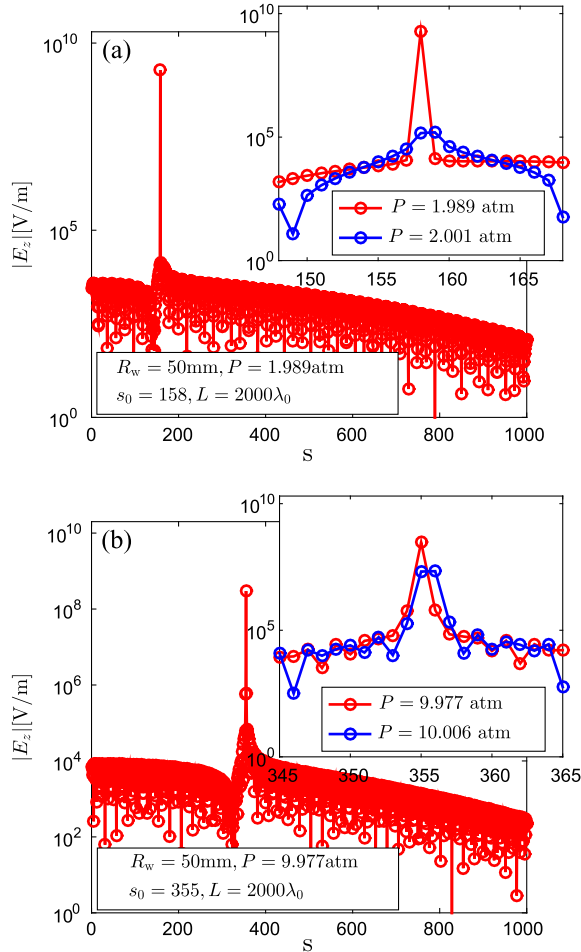 (a)
10^10
10^5
10^0
|E_z|[V/m]
0 200 400 600 800 1000
s
R_w = 50mm, P = 1.989atm
s_0 = 158, L = 2000λ_0
10^10
10^5
10^0
150 155 160 165
P = 1.989 atm
P = 2.001 atm
(b)
10^10
10^8
10^6
10^4
10^2
10^0
|E_z|[V/m]
0 200 400 600 800 1000
s
R_w = 50mm, P = 9.977atm
s_0 = 355, L = 2000λ_0
10^10
10^5
10^0
345 350 355 360 365
P = 9.977 atm
P = 10.006 atm